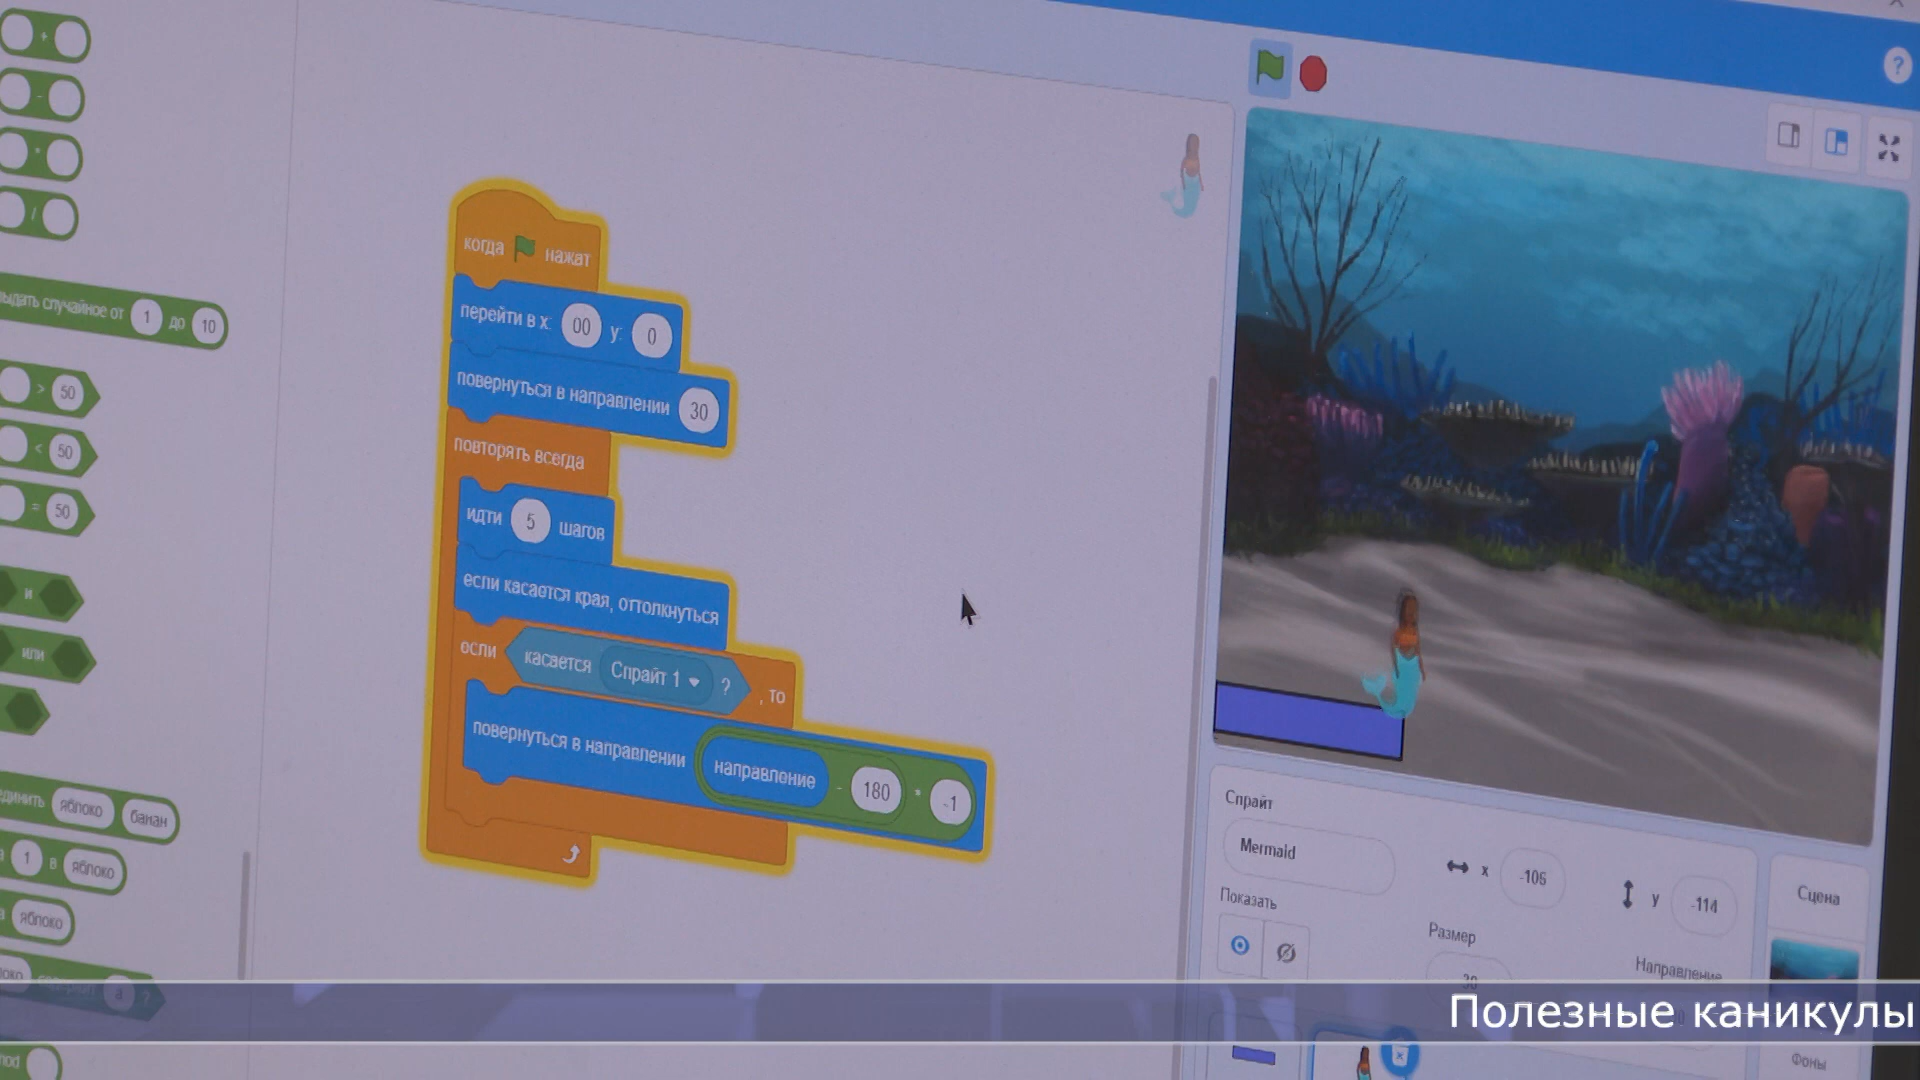 +
-
*
/
случайное от 1 до 10
> 50
< 50
= 50
и
или
яблоко банан
1 в яблоко
яблоко
когда нажат
перейти в x: 00 y: 0
повернуться в направлении 30
повторять всегда
идти 5 шагов
если касается края, оттолкнуться
если касается Спрайт 1 ? , то
повернуться в направлении направление - 180 * -1
?
Спрайт
Mermaid
x -106
y -114
Показать
Размер
30
Направление
Сцена
Фоны
Полезные каникулы